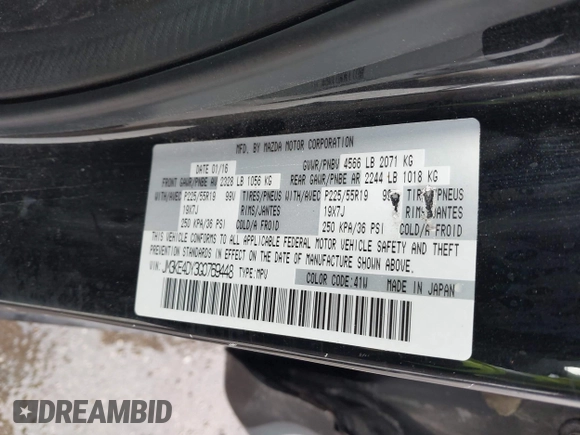 MFG. BY MAZDA MOTOR CORPORATION
DATE 01/16 GVWR/PNBV 4566 LB 2071 KG
FRONT GAWR/PNBE AV 2328 LB 1056 KG REAR GAWR/PNBE AR 2244 LB 1018 KG
WITH/AVEC P225/55R19 99V TIRES/PNEUS WITH/AVEC P225/55R19 99 TIRES/PNEUS
19X7J RIMS/JANTES 19X7J RIMS/JANTES
250 KPA/36 PSI COLD/A FROID 250 KPA/36 PSI COLD/A FROID
THIS VEHICLE CONFORMS TO ALL APPLICABLE FEDERAL MOTOR VEHICLE SAFETY AND THEFT
PREVENTION STANDARDS IN EFFECT ON THE DATE OF MANUFACTURE SHOWN ABOVE.
VIN: JM3KE4DY3G0769448 TYPE: MPV COLOR CODE: 41W MADE IN JAPAN
DREAMBID